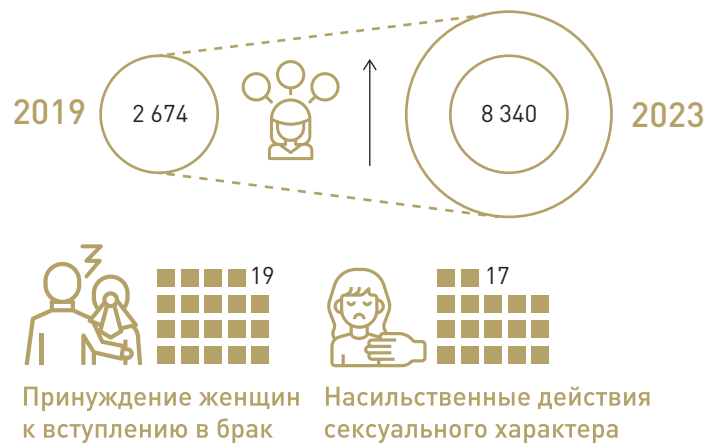 2019
2 674
8 340
2023
19
17
Принуждение женщин
к вступлению в брак
Насильственные действия
сексуального характера